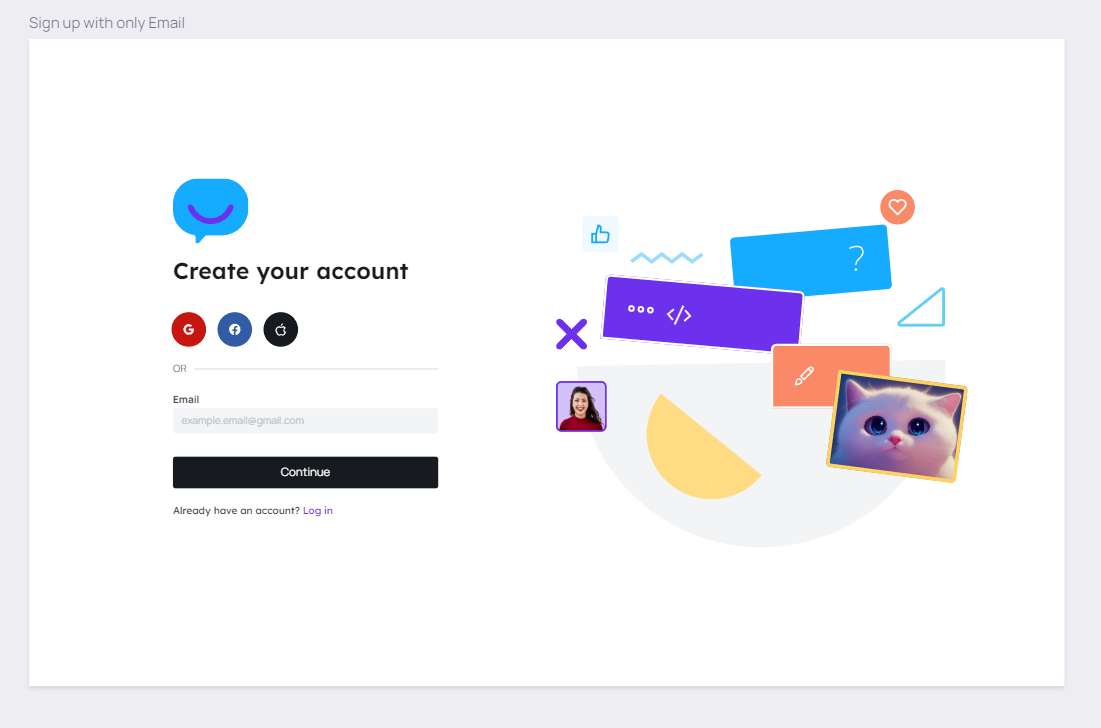 Sign up with only Email
Create your account
OR
Email
example.email@gmail.com
Continue
Already have an account? Log in
?
</>